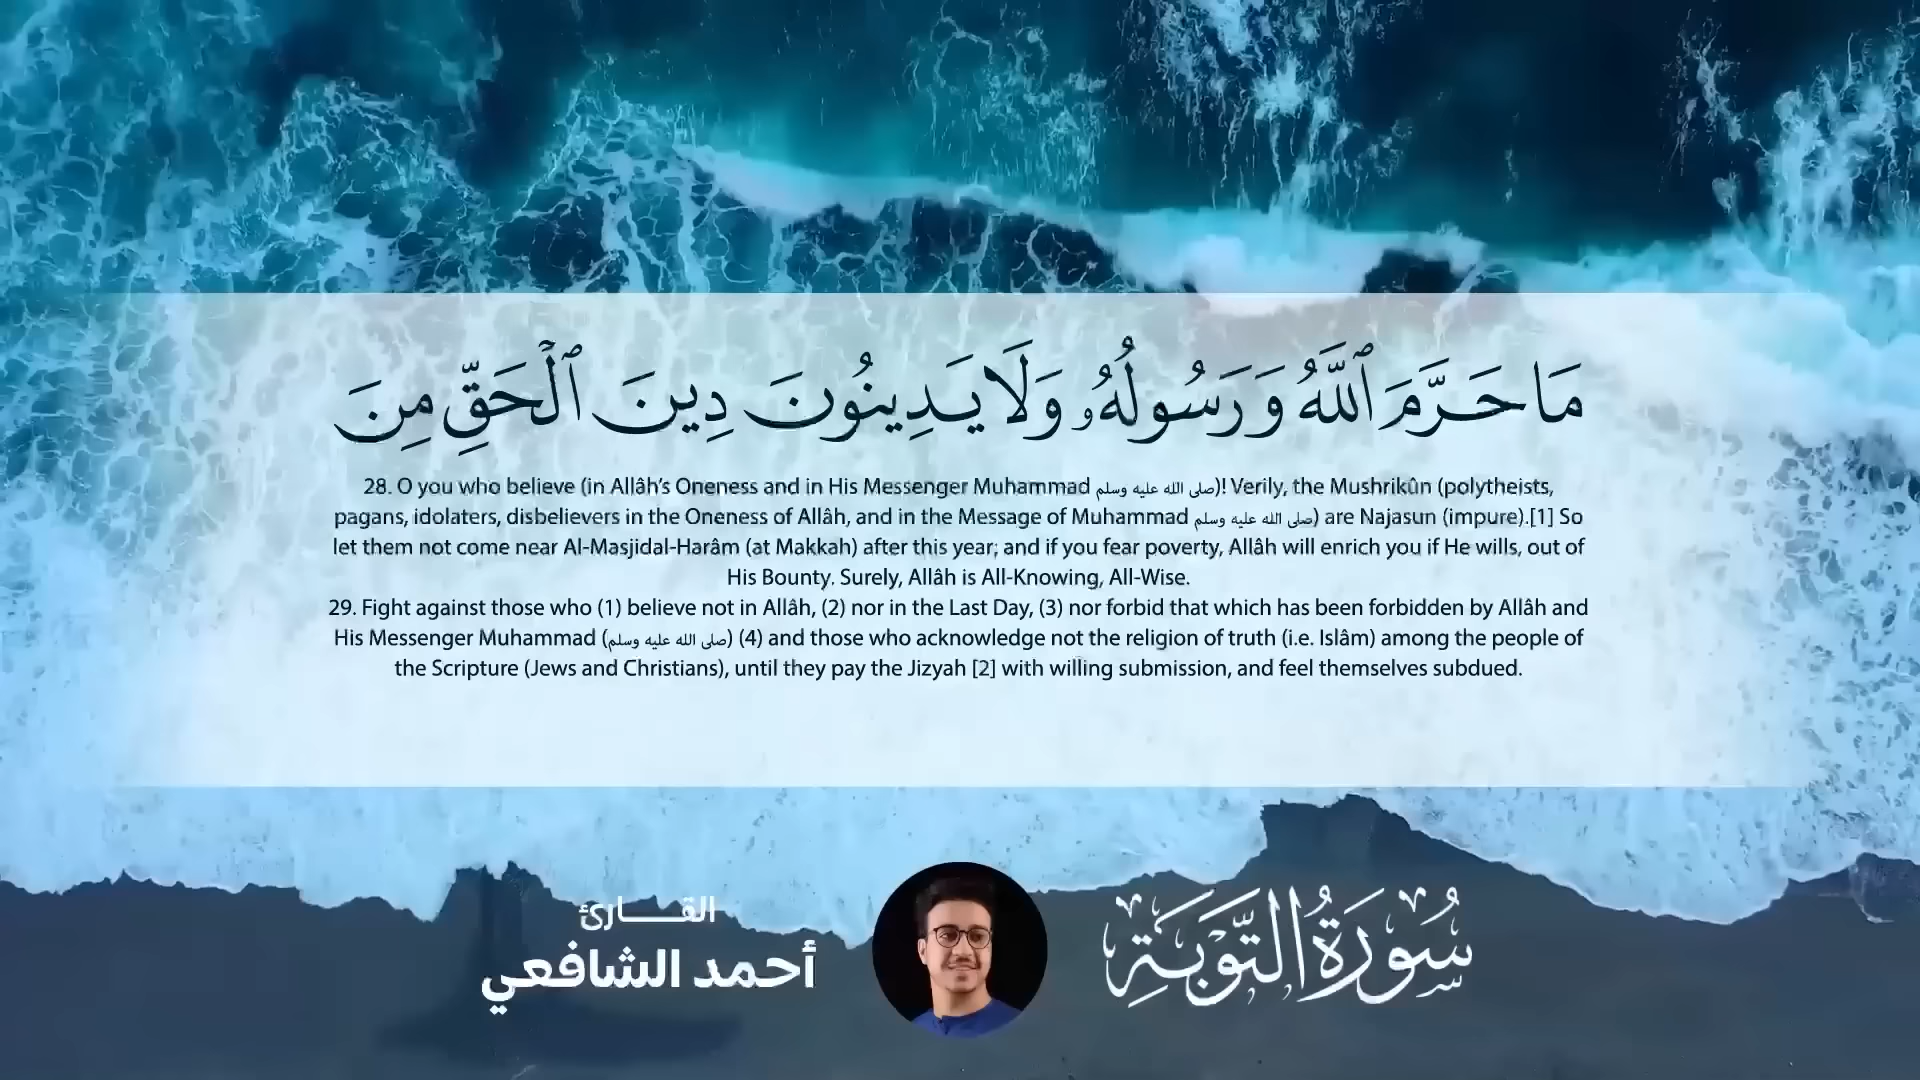 مَا حَرَّمَ ٱللَّهُ وَرَسُولُهُۥ وَلَا يَدِينُونَ دِينَ ٱلْحَقِّ مِنَ
28. O you who believe (in Allâh’s Oneness and in His Messenger Muhammad صلى الله عليه وسلم)! Verily, the Mushrikûn (polytheists,
pagans, idolaters, disbelievers in the Oneness of Allâh, and in the Message of Muhammad صلى الله عليه وسلم) are Najasun (impure).[1] So
let them not come near Al-Masjidal-Harâm (at Makkah) after this year; and if you fear poverty, Allâh will enrich you if He wills, out of
His Bounty. Surely, Allâh is All-Knowing, All-Wise.
29. Fight against those who (1) believe not in Allâh, (2) nor in the Last Day, (3) nor forbid that which has been forbidden by Allâh and
His Messenger Muhammad (صلى الله عليه وسلم) (4) and those who acknowledge not the religion of truth (i.e. Islâm) among the people of
the Scripture (Jews and Christians), until they pay the Jizyah [2] with willing submission, and feel themselves subdued.
سُورَةُ التَّوْبَةِ
القـــــارئ
أحمد الشافعي